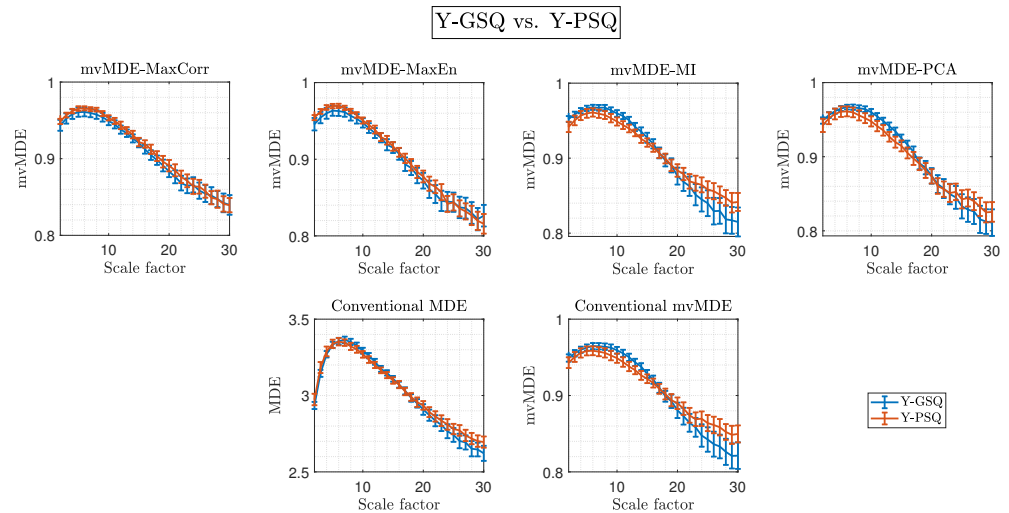 Y-GSQ vs. Y-PSQ
mvMDE-MaxCorr
mvMDE
1
0.9
0.8
10
20
30
Scale factor
mvMDE-MaxEn
mvMDE
1
0.9
0.8
10
20
30
Scale factor
mvMDE-MI
mvMDE
1
0.9
0.8
10
20
30
Scale factor
mvMDE-PCA
mvMDE
1
0.9
0.8
10
20
30
Scale factor
Conventional MDE
MDE
3.5
3
2.5
10
20
30
Scale factor
Conventional mvMDE
mvMDE
1
0.9
0.8
10
20
30
Scale factor
Y-GSQ
Y-PSQ